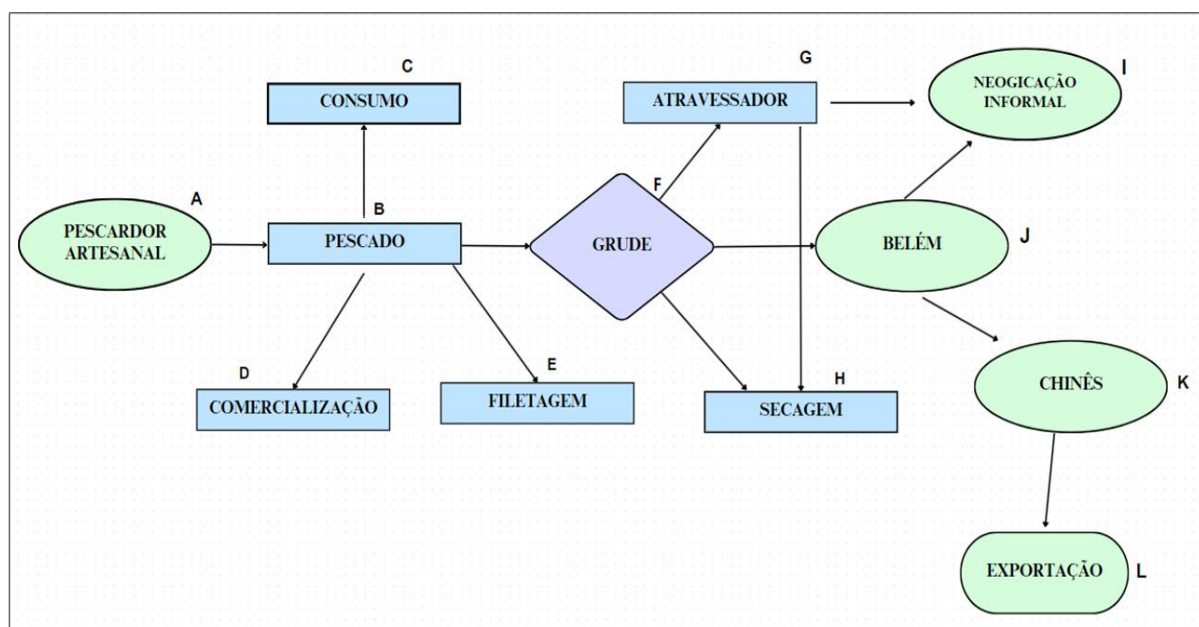 A
PESCARDOR
ARTESANAL
B
PESCADO
C
CONSUMO
D
COMERCIALIZAÇÃO
E
FILETAGEM
F
GRUDE
G
ATRAVESSADOR
H
SECAGEM
I
NEOGICAÇÃO
INFORMAL
J
BELÉM
K
CHINÊS
L
EXPORTAÇÃO